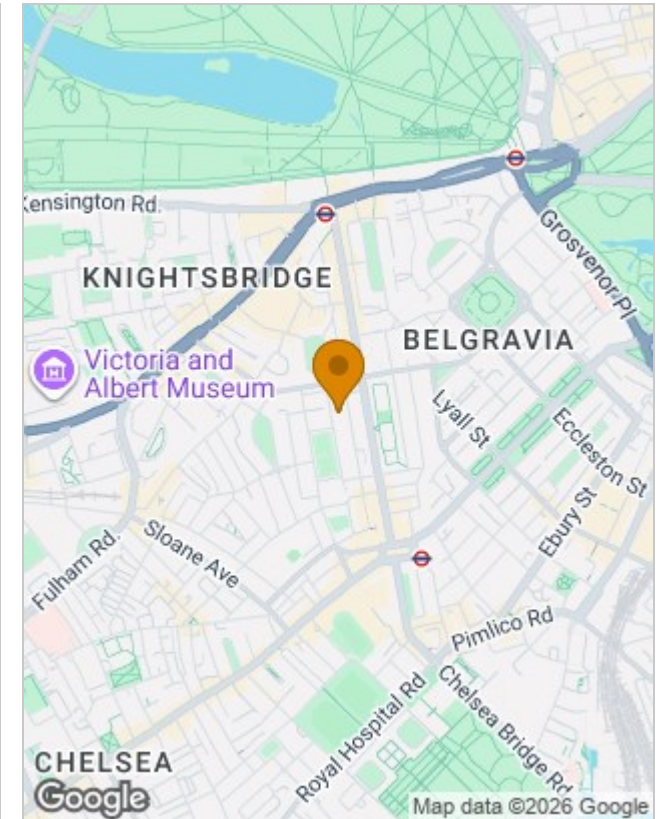 Kensington Rd.
Grosvenor Pl
KNIGHTSBRIDGE
BELGRAVIA
Victoria and
Albert Museum
Lyall St
Eccleston St
Ebury St
Sloane Ave
Fulham Rd.
Pimlico Rd
Royal Hospital Rd
Chelsea Bridge Rd
CHELSEA
Google
Map data ©2026 Google